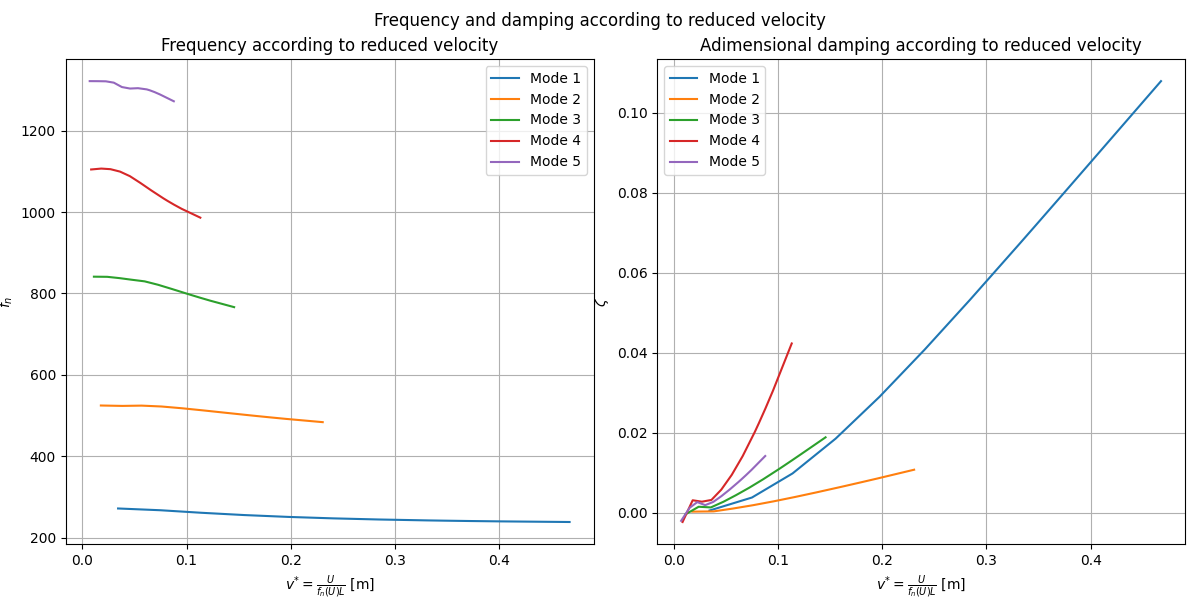 Frequency and damping according to reduced velocity
Frequency according to reduced velocity
1200
1000
800
600
400
200
0.0 0.1 0.2 0.3 0.4
fₙ
v* = U/fₙ(U)L [m]
Mode 1
Mode 2
Mode 3
Mode 4
Mode 5
Adimensional damping according to reduced velocity
0.10
0.08
0.06
0.04
0.02
0.00
0.0 0.1 0.2 0.3 0.4
ζ
v* = U/fₙ(U)L [m]
Mode 1
Mode 2
Mode 3
Mode 4
Mode 5